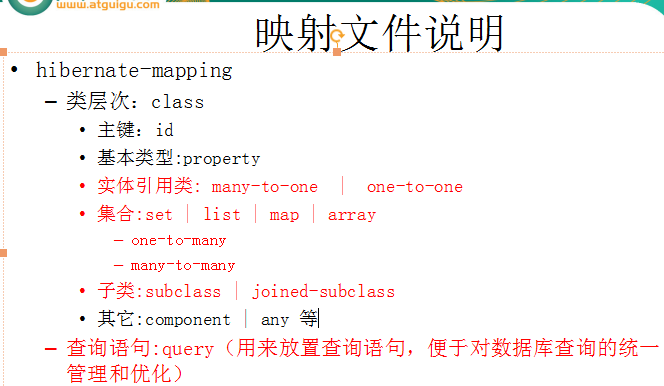 www.atguigu.com
映射文件说明
• hibernate-mapping
– 类层次：class
• 主键：id
• 基本类型:property
• 实体引用类: many-to-one | one-to-one
• 集合:set | list | map | array
– one-to-many
– many-to-many
• 子类:subclass | joined-subclass
• 其它:component | any 等
– 查询语句:query（用来放置查询语句，便于对数据库查询的统一
管理和优化）